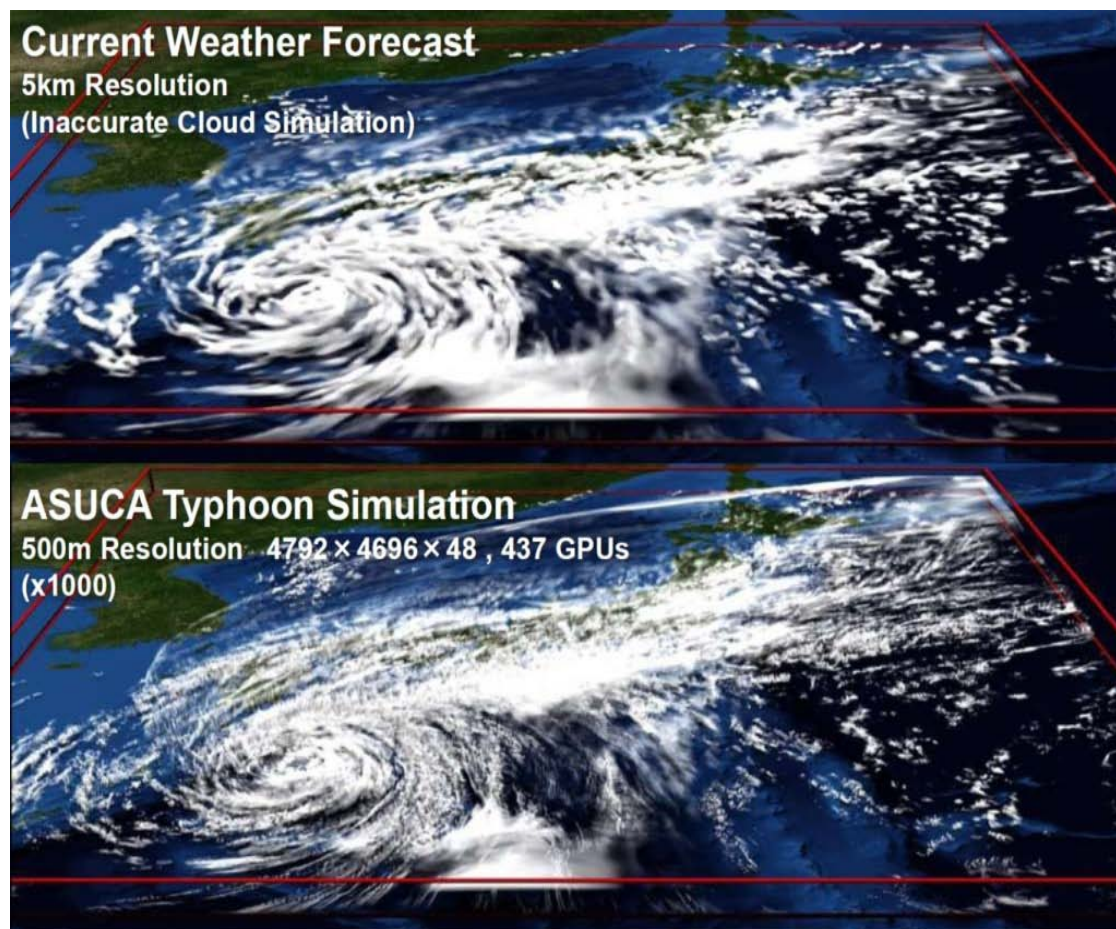 Current Weather Forecast
5km Resolution
(Inaccurate Cloud Simulation)
ASUCA Typhoon Simulation
500m Resolution 4792×4696×48 , 437 GPUs
(x1000)